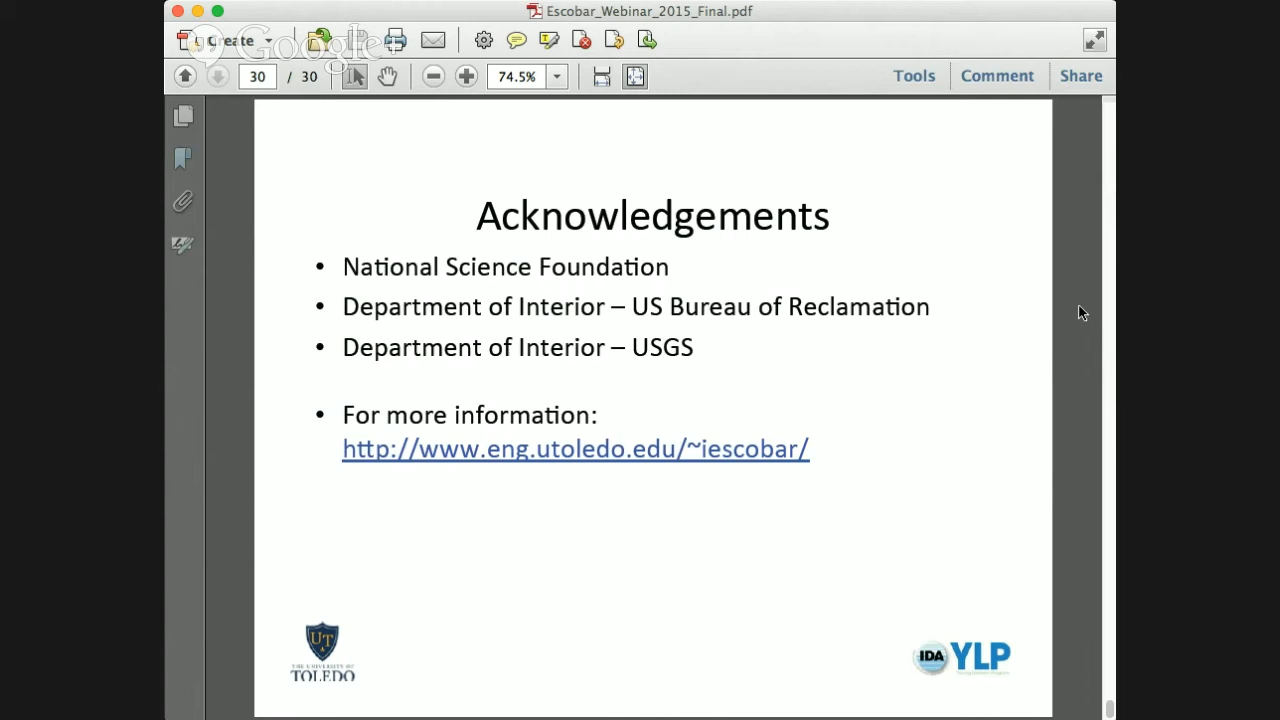 Escobar_Webinar_2015_Final.pdf
Create
Google
30 / 30
74.5%
Tools
Comment
Share
Acknowledgements
• National Science Foundation
• Department of Interior – US Bureau of Reclamation
• Department of Interior – USGS
• For more information:
http://www.eng.utoledo.edu/~iescobar/
UT
THE UNIVERSITY OF
TOLEDO
IDA YLP